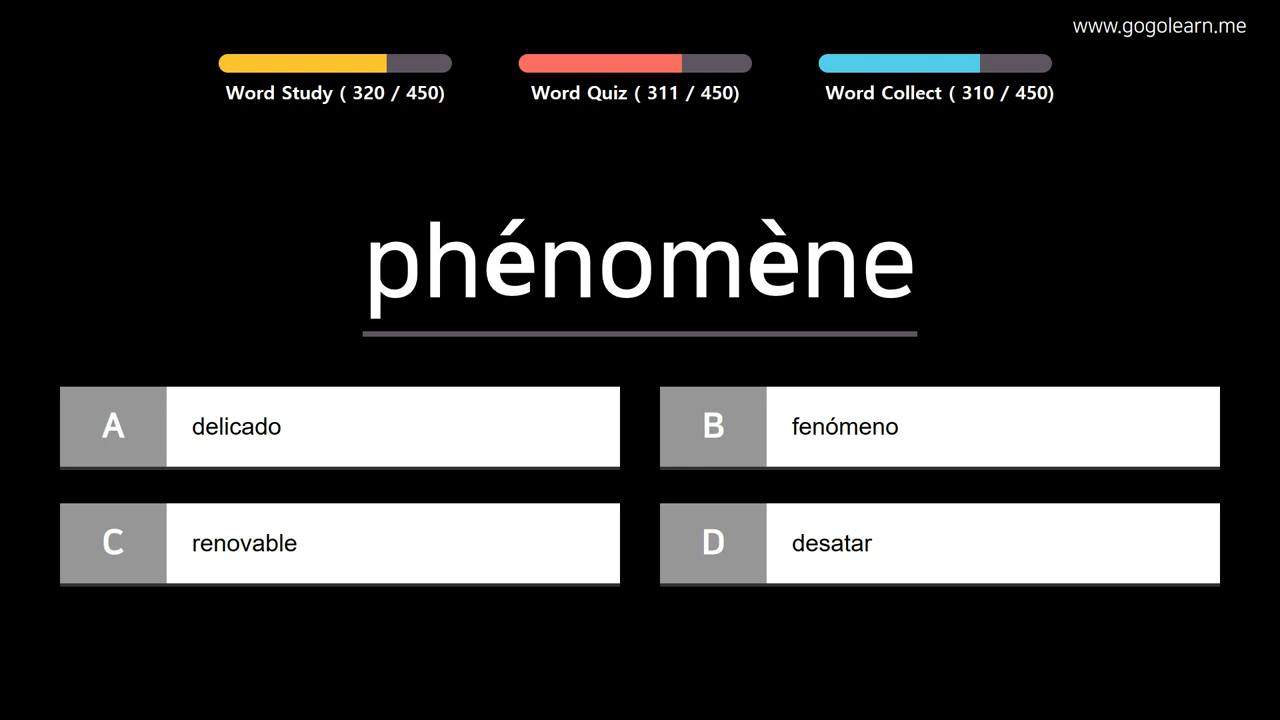 www.gogolearn.me
Word Study ( 320 / 450)
Word Quiz ( 311 / 450)
Word Collect ( 310 / 450)
phénomène
A delicado
B fenómeno
C renovable
D desatar